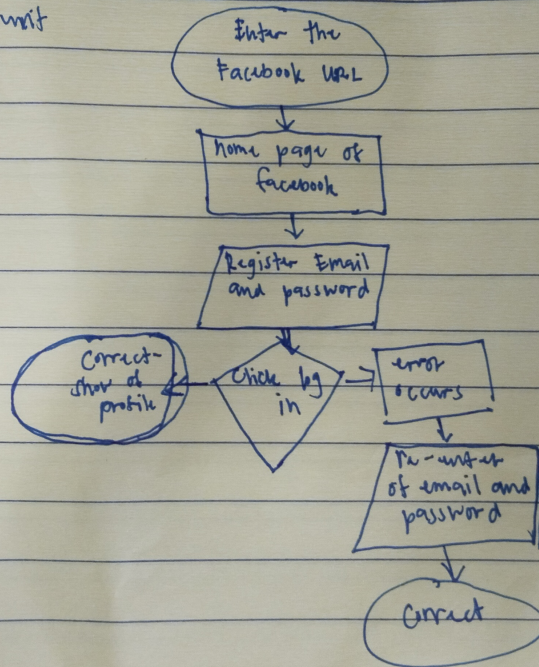 Enter the
Facebook URL
home page of
facebook
Register Email
and password
Click log
in
Correct-
show of
profile
error
occurs
re-enter
of email and
password
Correct